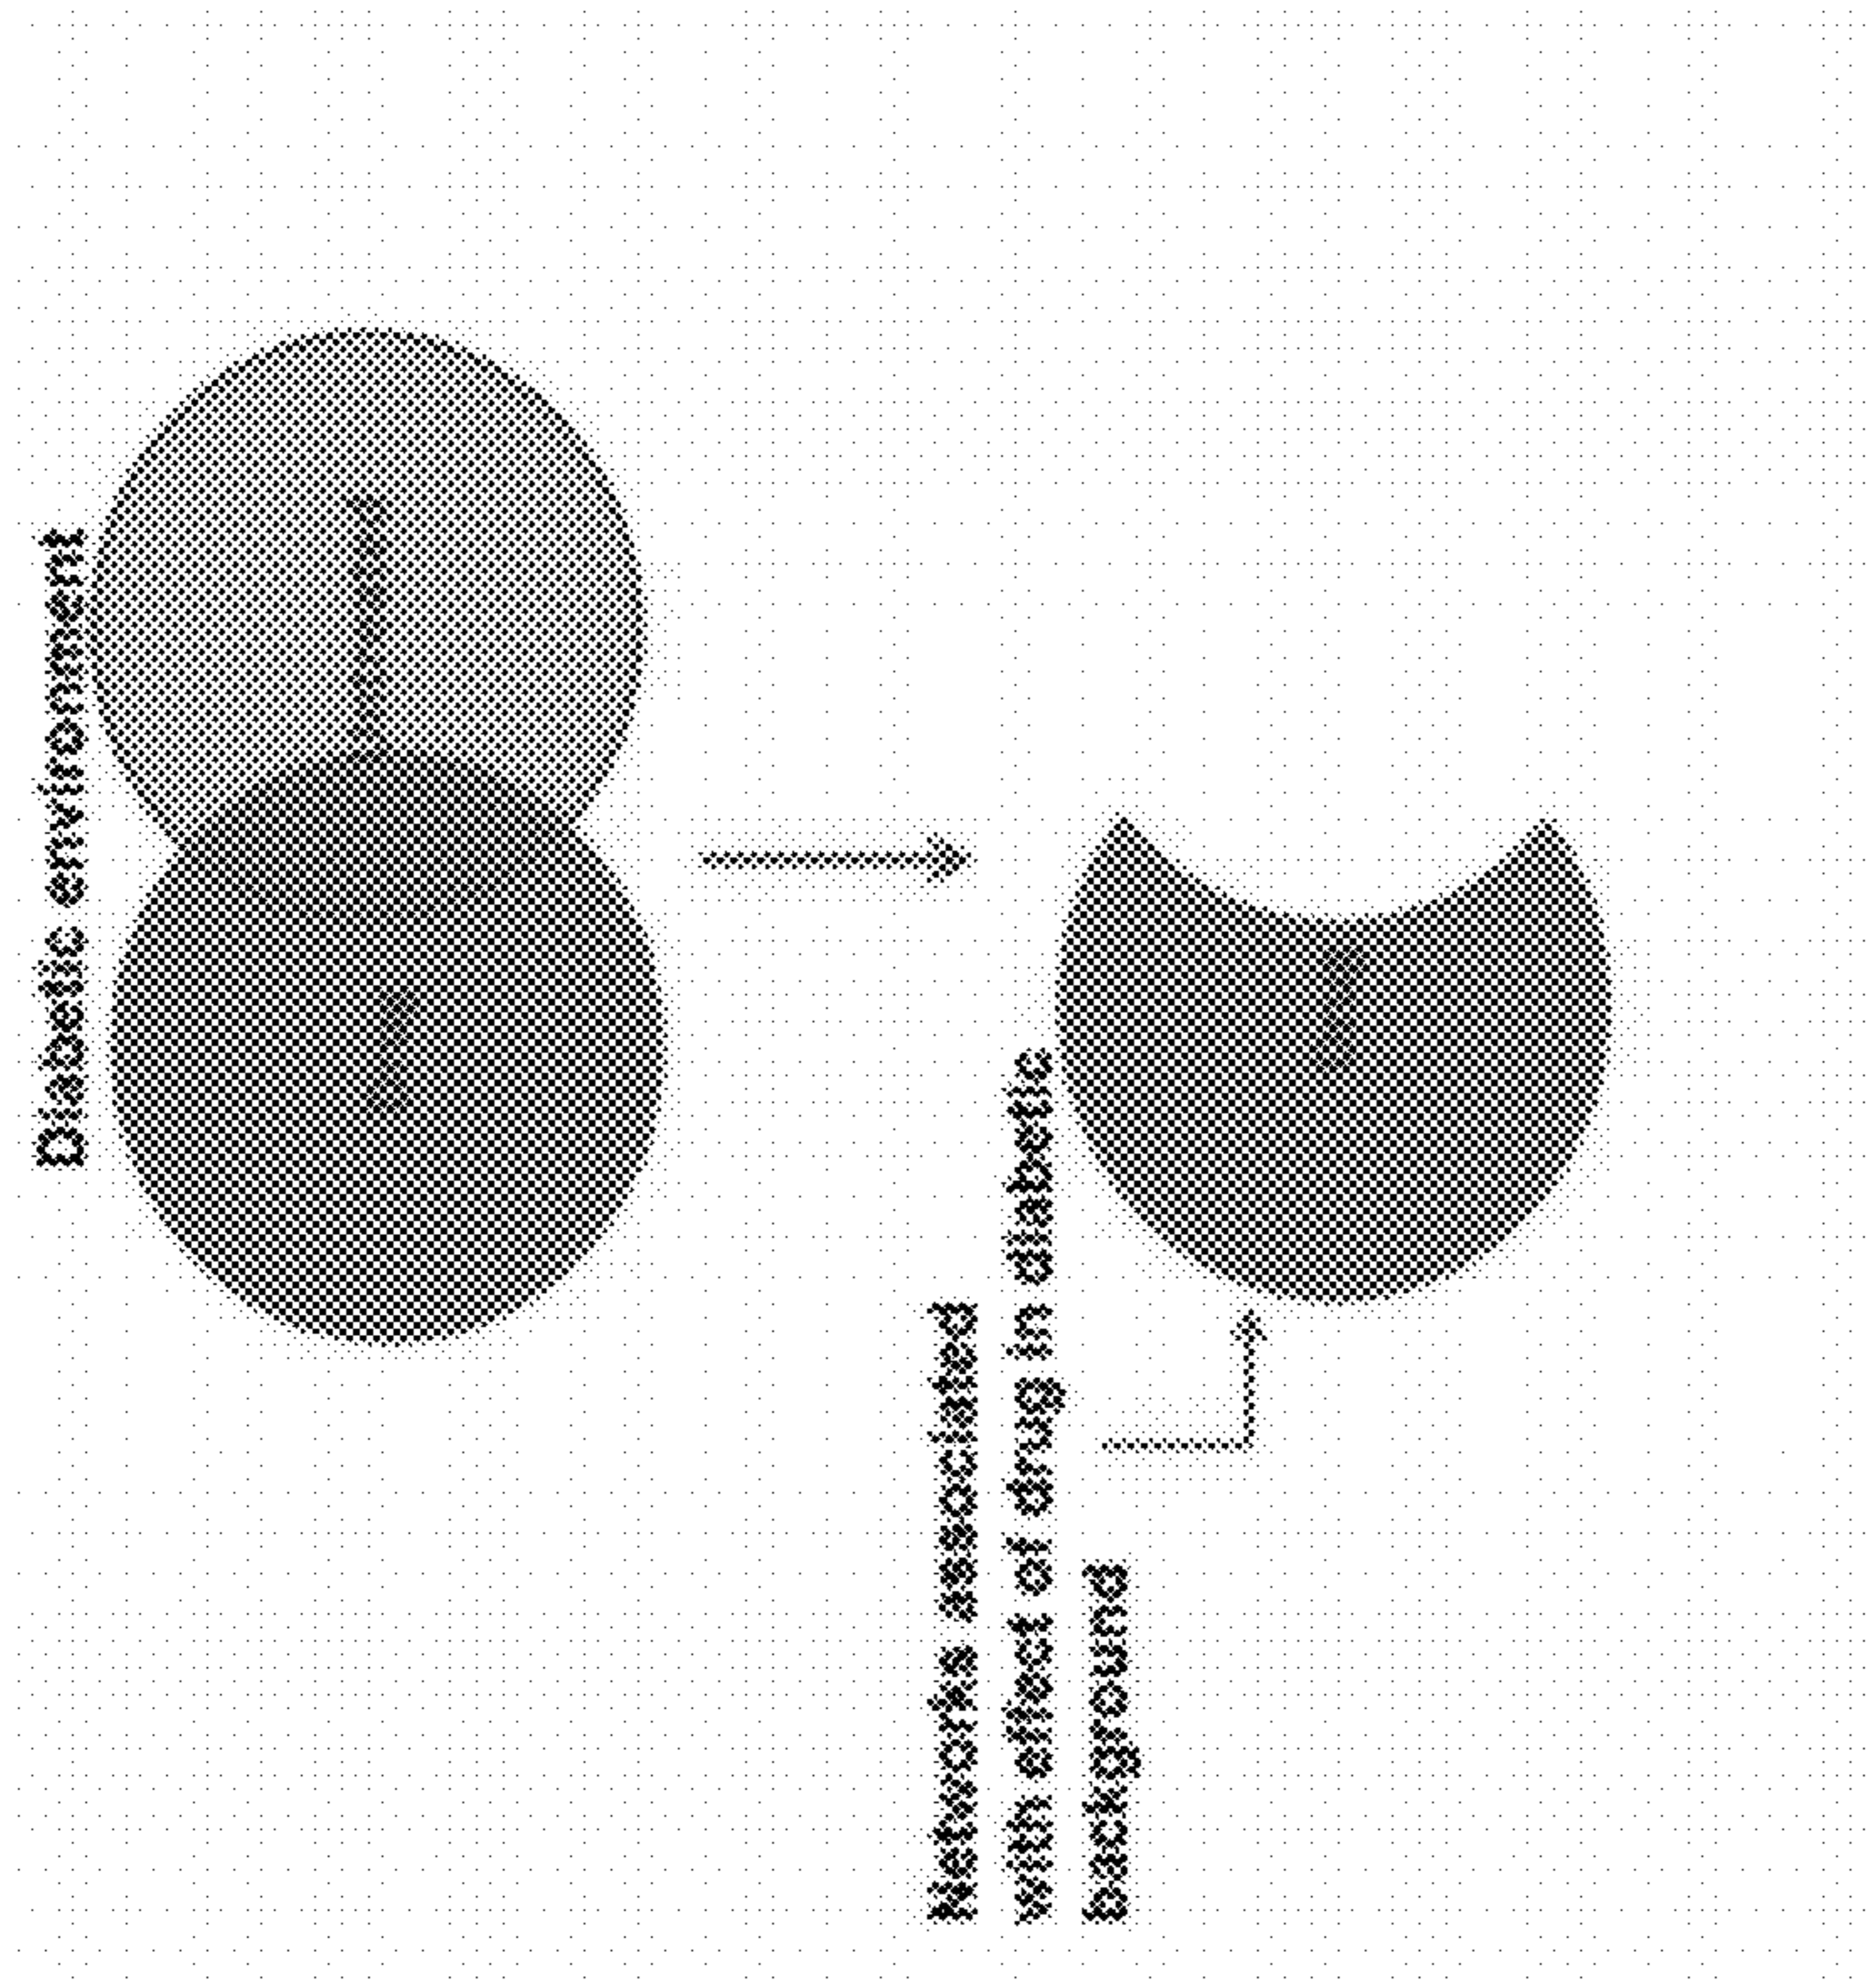 Diabetic environment
Networks associated
with effect of drug in diabetic
background